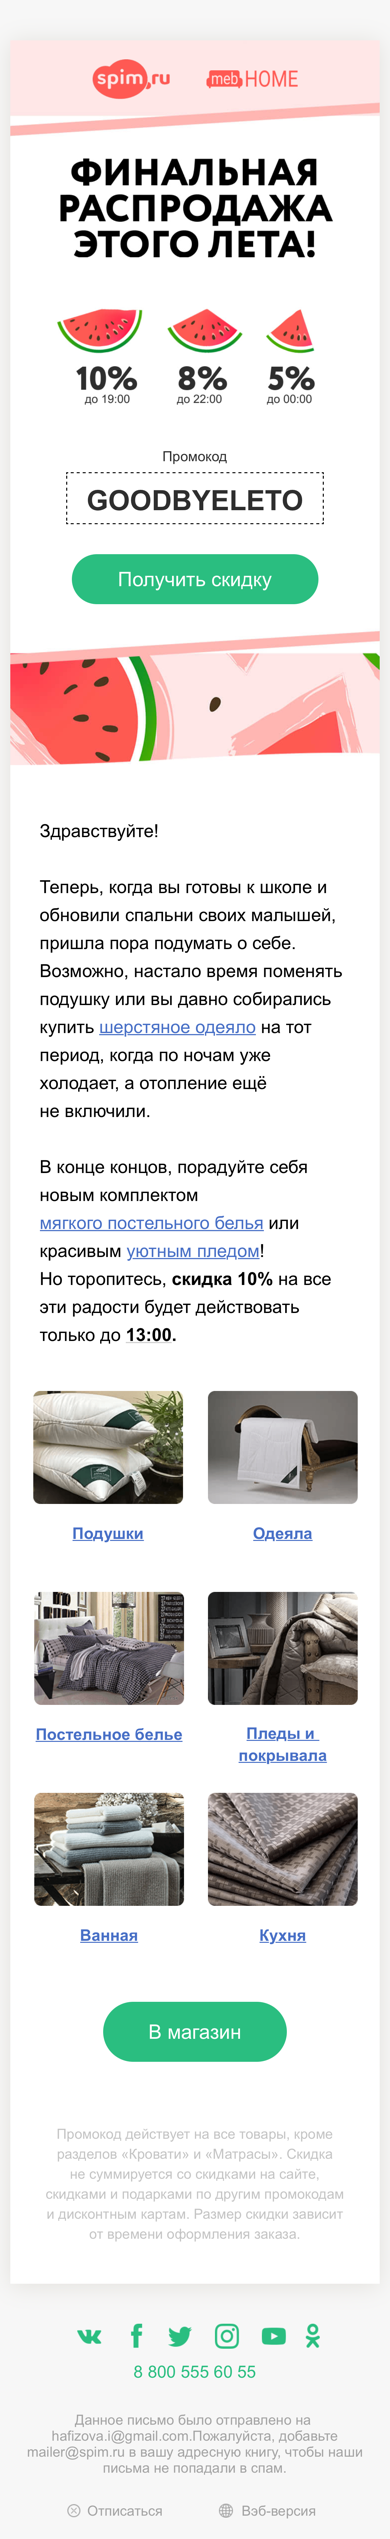 spim.ru meb HOME
ФИНАЛЬНАЯ
РАСПРОДАЖА
ЭТОГО ЛЕТА!
10% 8% 5%
до 19:00 до 22:00 до 00:00
Промокод
GOODBYELETO
Получить скидку
Здравствуйте!
Теперь, когда вы готовы к школе и
обновили спальни своих малышей,
пришла пора подумать о себе.
Возможно, настало время поменять
подушку или вы давно собирались
купить шерстяное одеяло на тот
период, когда по ночам уже
холодает, а отопление ещё
не включили.
В конце концов, порадуйте себя
новым комплектом
мягкого постельного белья или
красивым уютным пледом!
Но торопитесь, скидка 10% на все
эти радости будет действовать
только до 13:00.
Подушки Одеяла
Постельное белье Пледы и
покрывала
Ванная Кухня
В магазин
Промокод действует на все товары, кроме
разделов «Кровати» и «Матрасы». Скидка
не суммируется со скидками на сайте,
скидками и подарками по другим промокодам
и дисконтным картам. Размер скидки зависит
от времени оформления заказа.
8 800 555 60 55
Данное письмо было отправлено на
hafizova.i@gmail.com.Пожалуйста, добавьте
mailer@spim.ru в вашу адресную книгу, чтобы наши
письма не попадали в спам.
Отписаться Вэб-версия